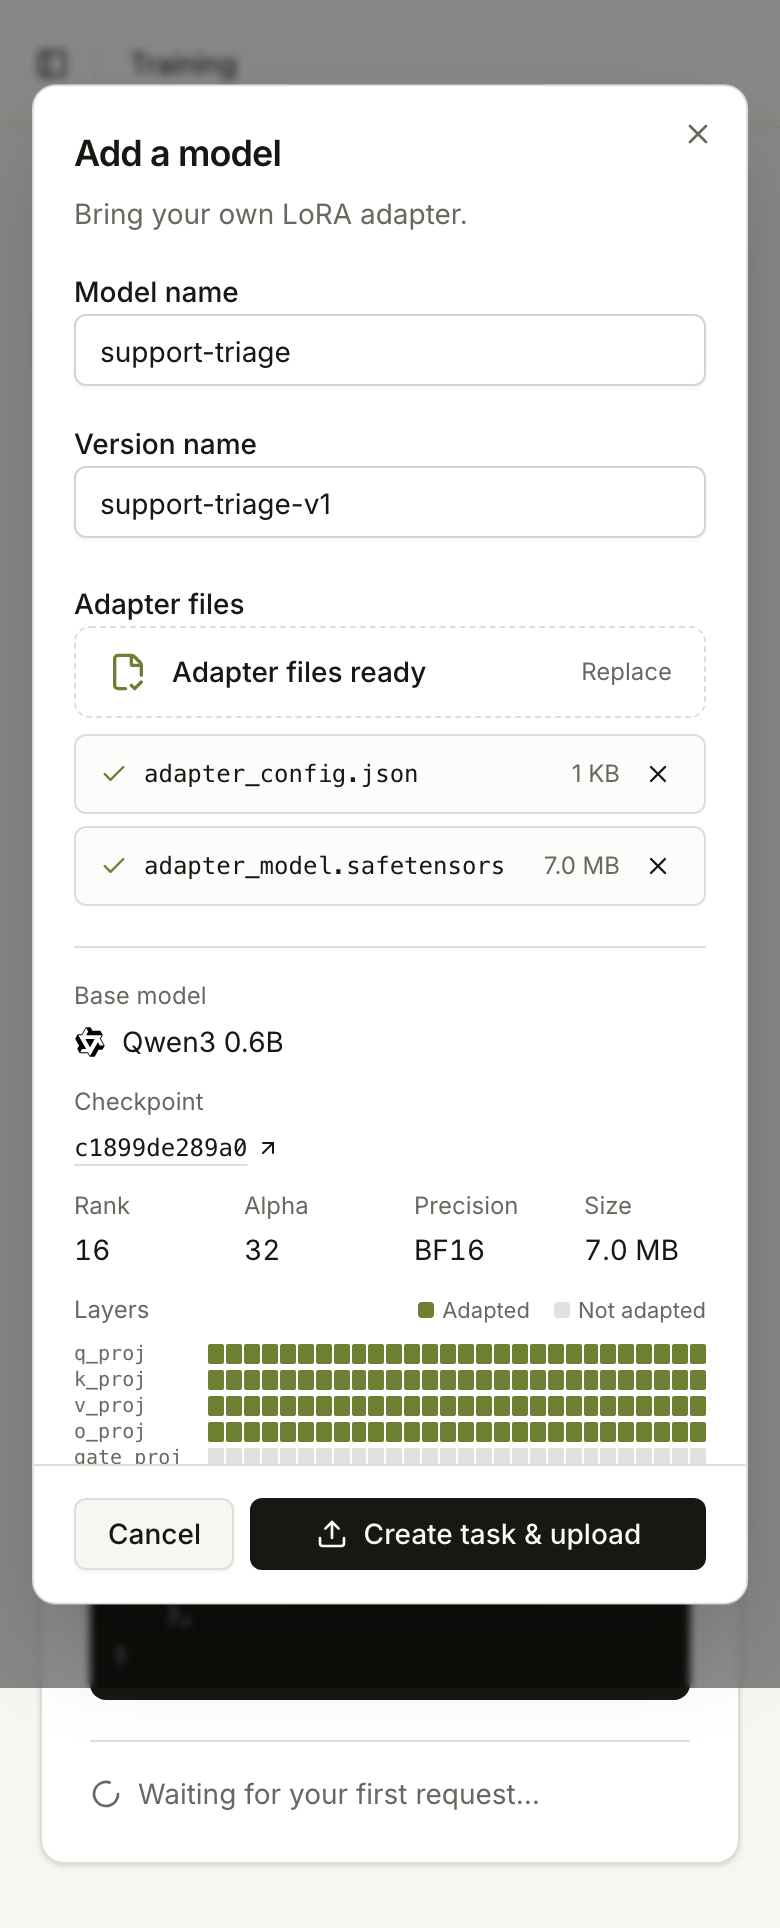 Training
Add a model
Bring your own LoRA adapter.
Model name
support-triage
Version name
support-triage-v1
Adapter files
Adapter files ready Replace
adapter_config.json 1 KB
adapter_model.safetensors 7.0 MB
Base model
Qwen3 0.6B
Checkpoint
c1899de289a0
Rank Alpha Precision Size
16 32 BF16 7.0 MB
Layers Adapted Not adapted
q_proj
k_proj
v_proj
o_proj
gate_proj
Cancel Create task & upload
Waiting for your first request...